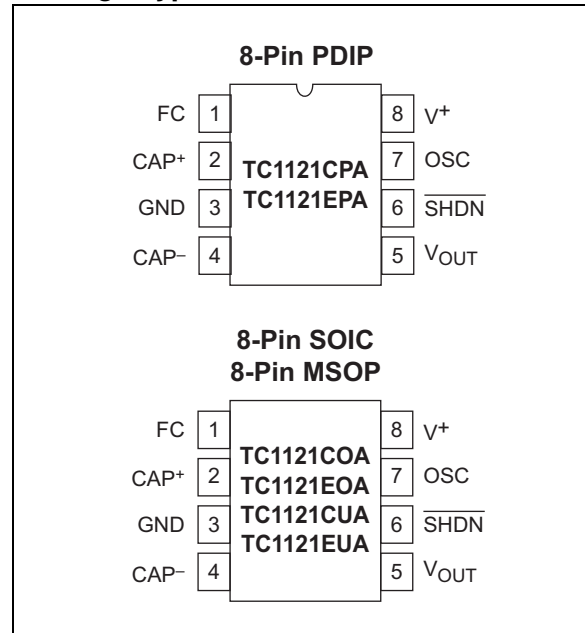 8-Pin PDIP
FC 1 8 V+
CAP+ 2 TC1121CPA 7 OSC
TC1121EPA
GND 3 6 SHDN
CAP– 4 5 VOUT
8-Pin SOIC
8-Pin MSOP
FC 1 8 V+
TC1121COA
CAP+ 2 7 OSC
TC1121EOA
TC1121CUA
GND 3 6 SHDN
TC1121EUA
CAP– 4 5 VOUT